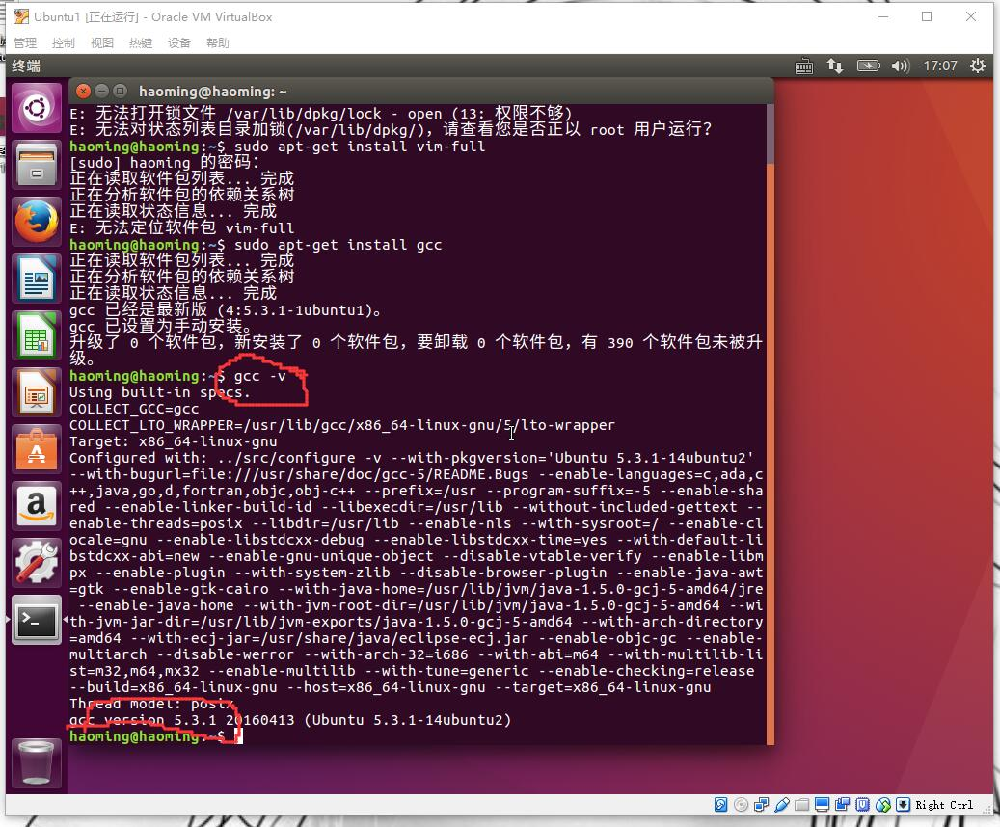 Ubuntu1 [正在运行] - Oracle VM VirtualBox
管理 控制 视图 热键 设备 帮助
终端 17:07
haoming@haoming: ~
E: 无法打开锁文件 /var/lib/dpkg/lock - open (13: 权限不够)
E: 无法对状态列表目录加锁(/var/lib/dpkg/)，请查看您是否正以 root 用户运行？
haoming@haoming:~$ sudo apt-get install vim-full
[sudo] haoming 的密码：
正在读取软件包列表... 完成
正在分析软件包的依赖关系树
正在读取状态信息... 完成
E: 无法定位软件包 vim-full
haoming@haoming:~$ sudo apt-get install gcc
正在读取软件包列表... 完成
正在分析软件包的依赖关系树
正在读取状态信息... 完成
gcc 已经是最新版 (4:5.3.1-1ubuntu1)。
gcc 已设置为手动安装。
升级了 0 个软件包，新安装了 0 个软件包，要卸载 0 个软件包，有 390 个软件包未被升
级。
haoming@haoming:~$ gcc -v
Using built-in specs.
COLLECT_GCC=gcc
COLLECT_LTO_WRAPPER=/usr/lib/gcc/x86_64-linux-gnu/5/lto-wrapper
Target: x86_64-linux-gnu
Configured with: ../src/configure -v --with-pkgversion='Ubuntu 5.3.1-14ubuntu2'
--with-bugurl=file:///usr/share/doc/gcc-5/README.Bugs --enable-languages=c,ada,c
++,java,go,d,fortran,objc,obj-c++ --prefix=/usr --program-suffix=-5 --enable-sha
red --enable-linker-build-id --libexecdir=/usr/lib --without-included-gettext --
enable-threads=posix --libdir=/usr/lib --enable-nls --with-sysroot=/ --enable-cl
ocale=gnu --enable-libstdcxx-debug --enable-libstdcxx-time=yes --with-default-li
bstdcxx-abi=new --enable-gnu-unique-object --disable-vtable-verify --enable-libm
px --enable-plugin --with-system-zlib --disable-browser-plugin --enable-java-awt
=gtk --enable-gtk-cairo --with-java-home=/usr/lib/jvm/java-1.5.0-gcj-5-amd64/jre
--enable-java-home --with-jvm-root-dir=/usr/lib/jvm/java-1.5.0-gcj-5-amd64 --wi
th-jvm-jar-dir=/usr/lib/jvm-exports/java-1.5.0-gcj-5-amd64 --with-arch-directory
=amd64 --with-ecj-jar=/usr/share/java/eclipse-ecj.jar --enable-objc-gc --enable-
multiarch --disable-werror --with-arch-32=i686 --with-abi=m64 --with-multilib-li
st=m32,m64,mx32 --enable-multilib --with-tune=generic --enable-checking=release
--build=x86_64-linux-gnu --host=x86_64-linux-gnu --target=x86_64-linux-gnu
Thread model: posix
gcc version 5.3.1 20160413 (Ubuntu 5.3.1-14ubuntu2)
haoming@haoming:~$
Right Ctrl